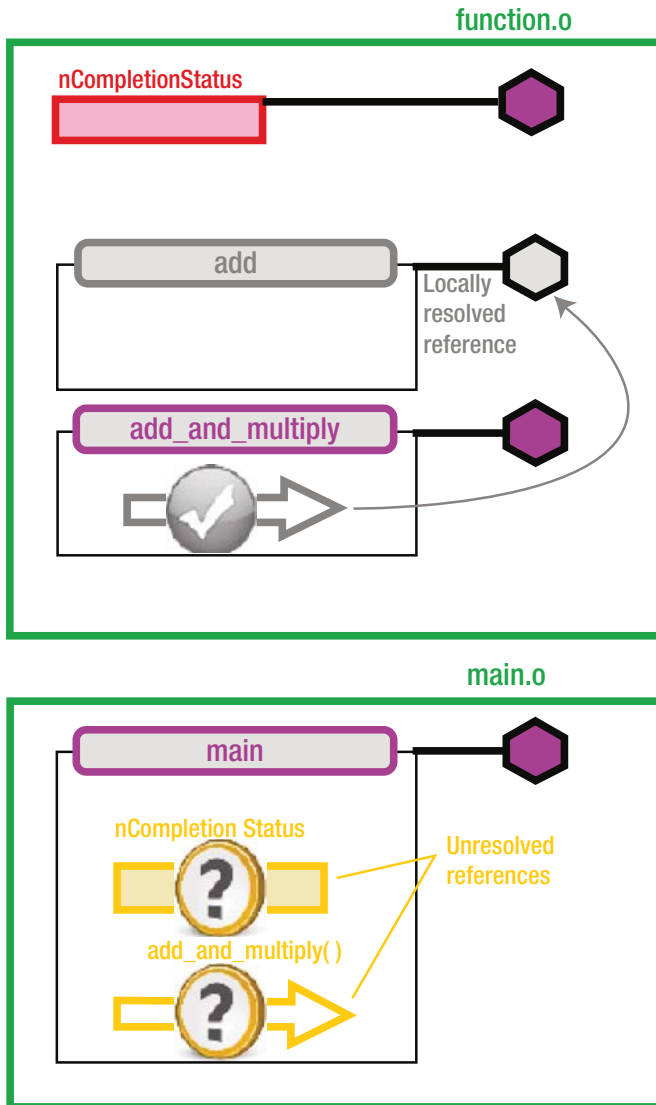 function.o
nCompletionStatus
add
Locally
resolved
reference
add_and_multiply
main.o
main
nCompletion Status
?
Unresolved
references
add_and_multiply( )
?